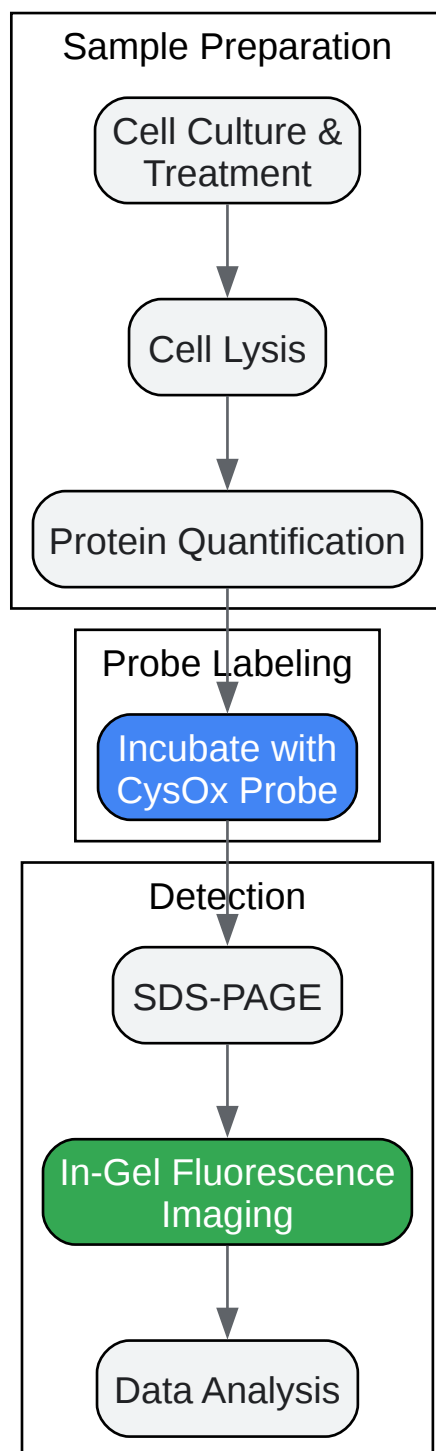 Sample Preparation
Cell Culture &
Treatment
Cell Lysis
Protein Quantification
Probe Labeling
Incubate with
CysOx Probe
Detection
SDS-PAGE
In-Gel Fluorescence
Imaging
Data Analysis